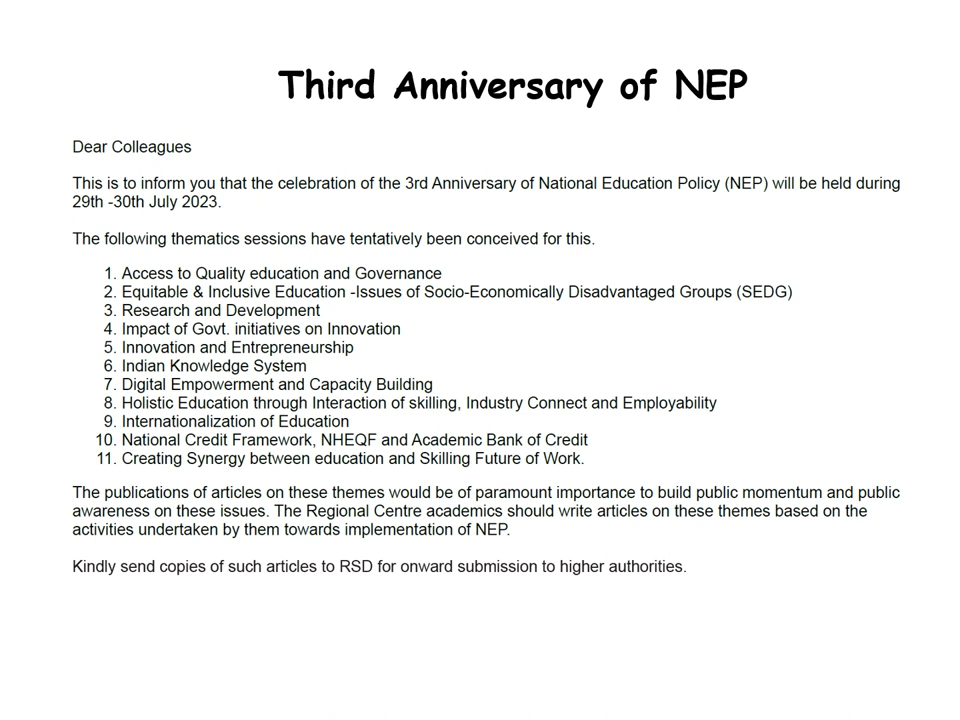 Third Anniversary of NEP
Dear Colleagues
This is to inform you that the celebration of the 3rd Anniversary of National Education Policy (NEP) will be held during
29th -30th July 2023.
The following thematics sessions have tentatively been conceived for this.
1. Access to Quality education and Governance
2. Equitable & Inclusive Education -Issues of Socio-Economically Disadvantaged Groups (SEDG)
3. Research and Development
4. Impact of Govt. initiatives on Innovation
5. Innovation and Entrepreneurship
6. Indian Knowledge System
7. Digital Empowerment and Capacity Building
8. Holistic Education through Interaction of skilling, Industry Connect and Employability
9. Internationalization of Education
10. National Credit Framework, NHEQF and Academic Bank of Credit
11. Creating Synergy between education and Skilling Future of Work.
The publications of articles on these themes would be of paramount importance to build public momentum and public
awareness on these issues. The Regional Centre academics should write articles on these themes based on the
activities undertaken by them towards implementation of NEP.
Kindly send copies of such articles to RSD for onward submission to higher authorities.